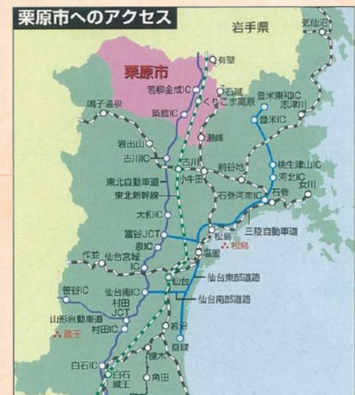 栗原市へのアクセス
岩手県
気仙沼
有壁
栗原市
若柳金成IC
石越
くりこま高原
登米東和IC
志津川
鳴子温泉
築館IC
登米IC
瀬峰
岩出山
古川IC
古川
前谷地
桃生津山IC
小牛田
河北IC
女川
東北自動車道
石巻河南IC
石巻
東北新幹線
大和IC
松島
三陸自動車道
富谷JCT
泉IC
松島
塩釜
作並
仙台宮城IC
仙台
仙台東部道路
笹谷IC
仙台南IC
村田JCT
仙台南部道路
山形自動車道
蔵王
村田IC
岩沼
亘理
白石IC
槻木
白石蔵王
角田